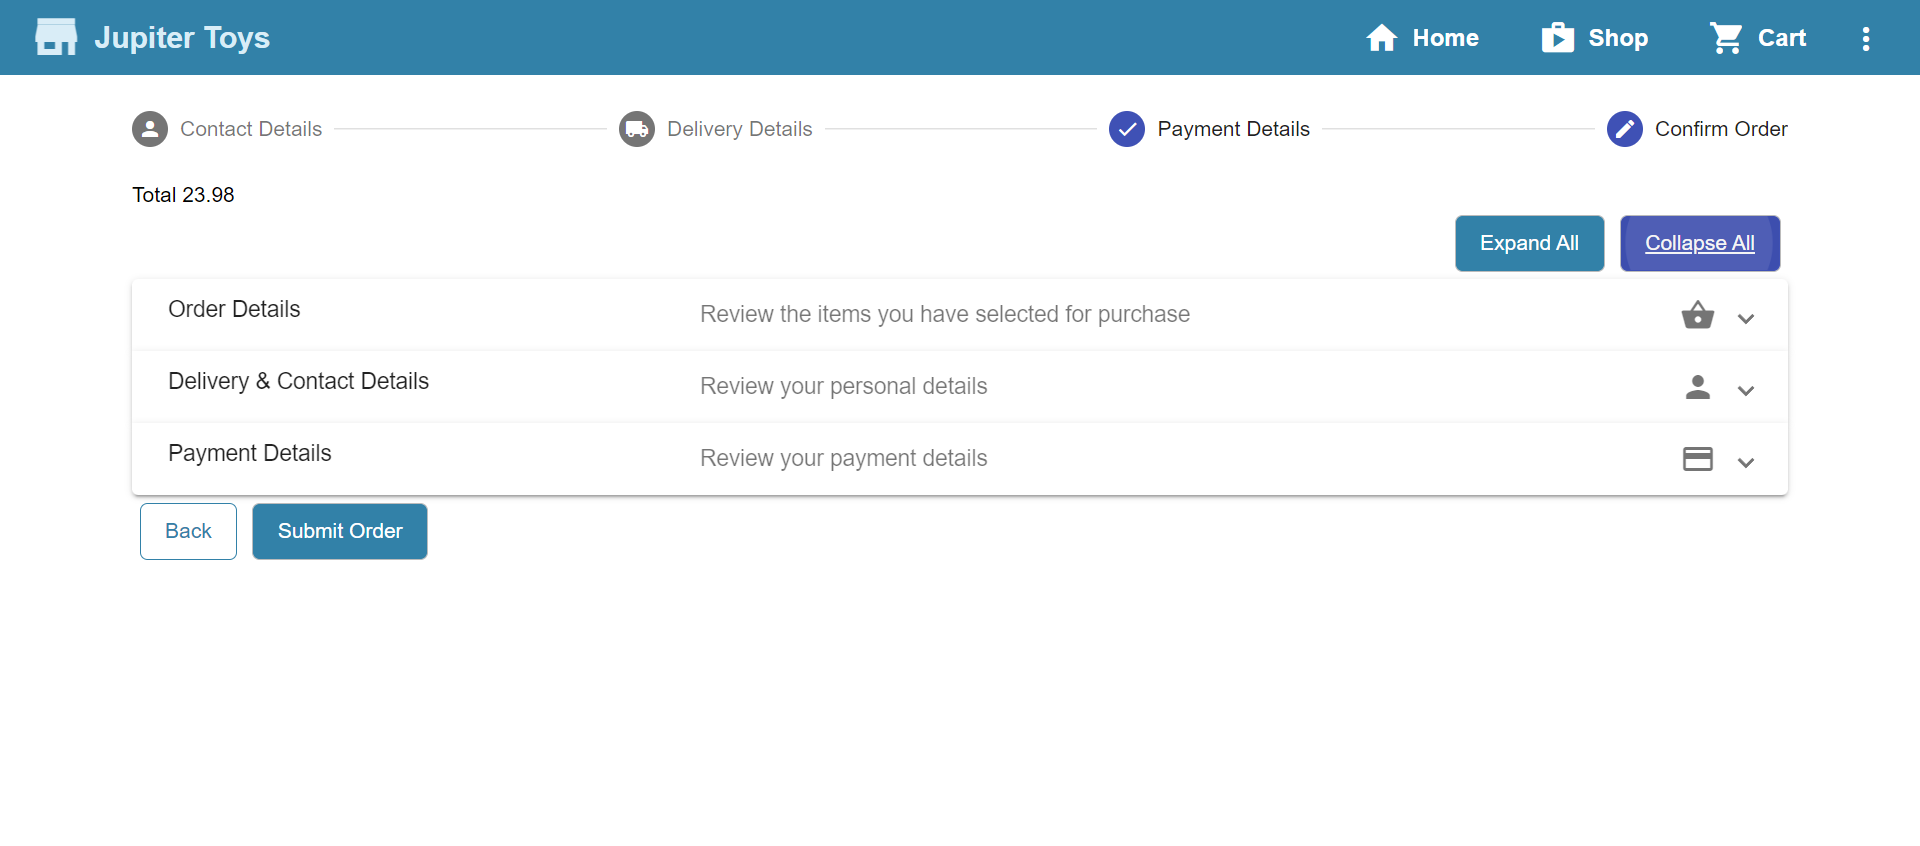 Jupiter Toys
Home
Shop
Cart
Contact Details
Delivery Details
Payment Details
Confirm Order
Total 23.98
Expand All
Collapse All
Order Details
Review the items you have selected for purchase
Delivery & Contact Details
Review your personal details
Payment Details
Review your payment details
Back
Submit Order